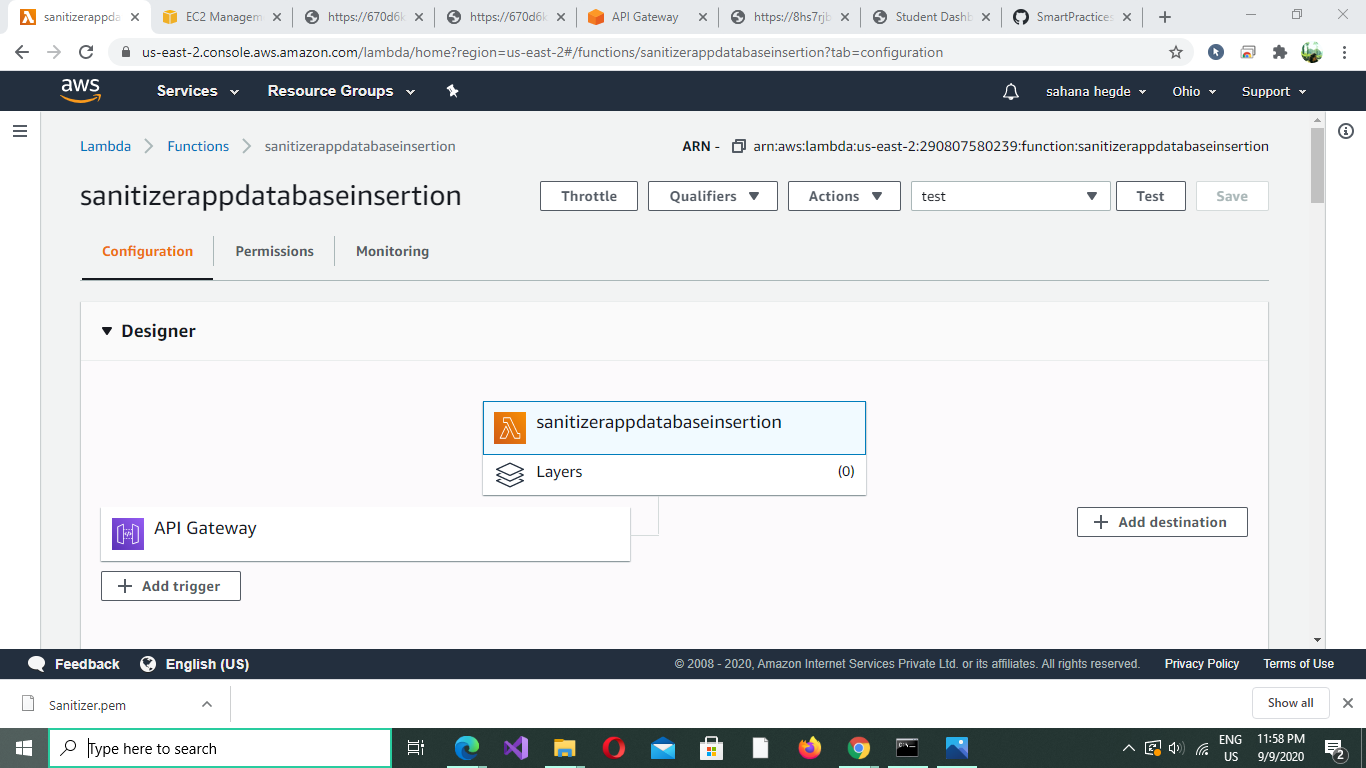 sanitizerappda
EC2 Managem
https://670d6k
https://670d6k
API Gateway
https://8hs7rjb
Student Dashb
SmartPractices
us-east-2.console.aws.amazon.com/lambda/home?region=us-east-2#/functions/sanitizerappdatabaseinsertion?tab=configuration
aws Services Resource Groups sahana hegde Ohio Support
Lambda Functions sanitizerappdatabaseinsertion ARN - arn:aws:lambda:us-east-2:290807580239:function:sanitizerappdatabaseinsertion
sanitizerappdatabaseinsertion Throttle Qualifiers Actions test Test Save
Configuration Permissions Monitoring
Designer
sanitizerappdatabaseinsertion
Layers (0)
API Gateway
Add destination
Add trigger
Feedback English (US) © 2008 - 2020, Amazon Internet Services Private Ltd. or its affiliates. All rights reserved. Privacy Policy Terms of Use
Sanitizer.pem Show all
Type here to search
ENG
US
11:58 PM
9/9/2020
2